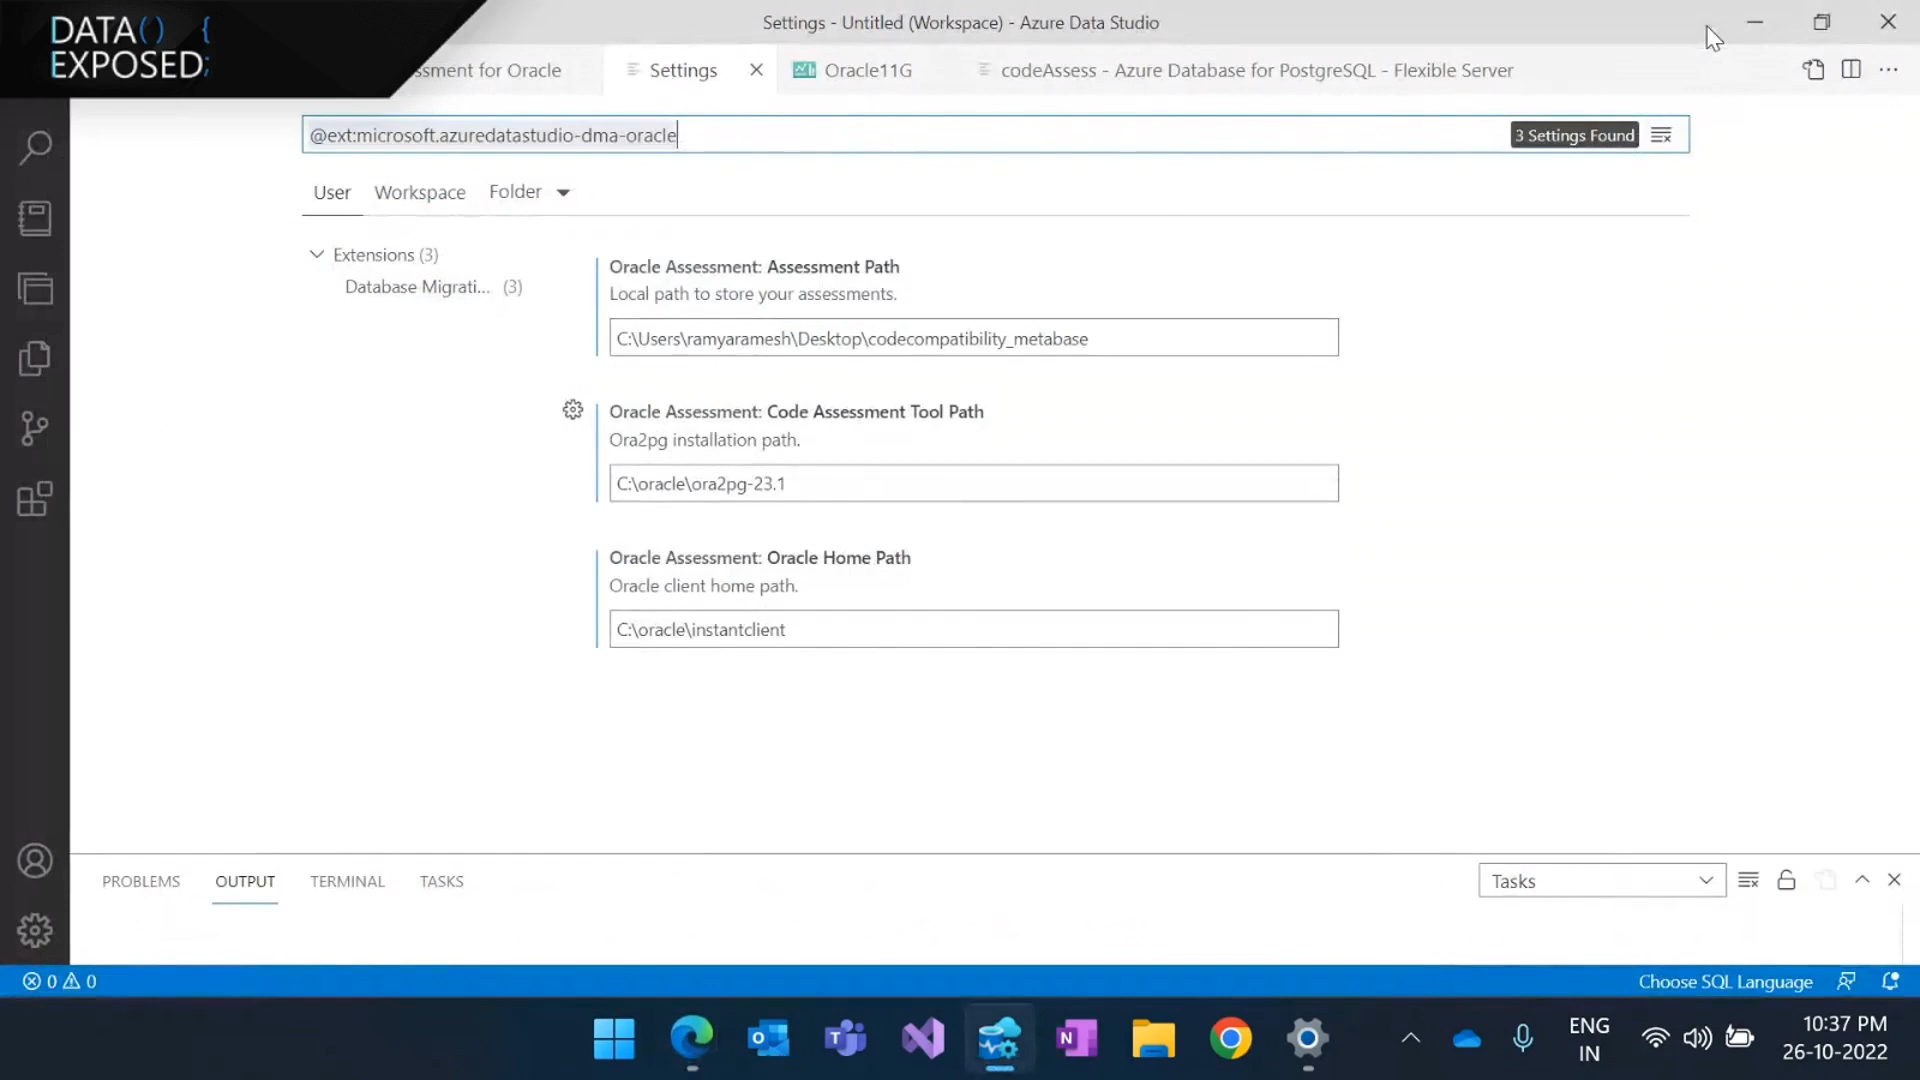 DATA() {
EXPOSED;
Settings - Untitled (Workspace) - Azure Data Studio
ssment for Oracle
Settings
Oracle11G
codeAssess - Azure Database for PostgreSQL - Flexible Server
@ext:microsoft.azuredatastudio-dma-oracle
3 Settings Found
User
Workspace
Folder
Extensions (3)
Database Migrati... (3)
Oracle Assessment: Assessment Path
Local path to store your assessments.
C:\Users\ramyaramesh\Desktop\codecompatibility_metabase
Oracle Assessment: Code Assessment Tool Path
Ora2pg installation path.
C:\oracle\ora2pg-23.1
Oracle Assessment: Oracle Home Path
Oracle client home path.
C:\oracle\instantclient
PROBLEMS
OUTPUT
TERMINAL
TASKS
Tasks
0 0
Choose SQL Language
ENG
IN
10:37 PM
26-10-2022